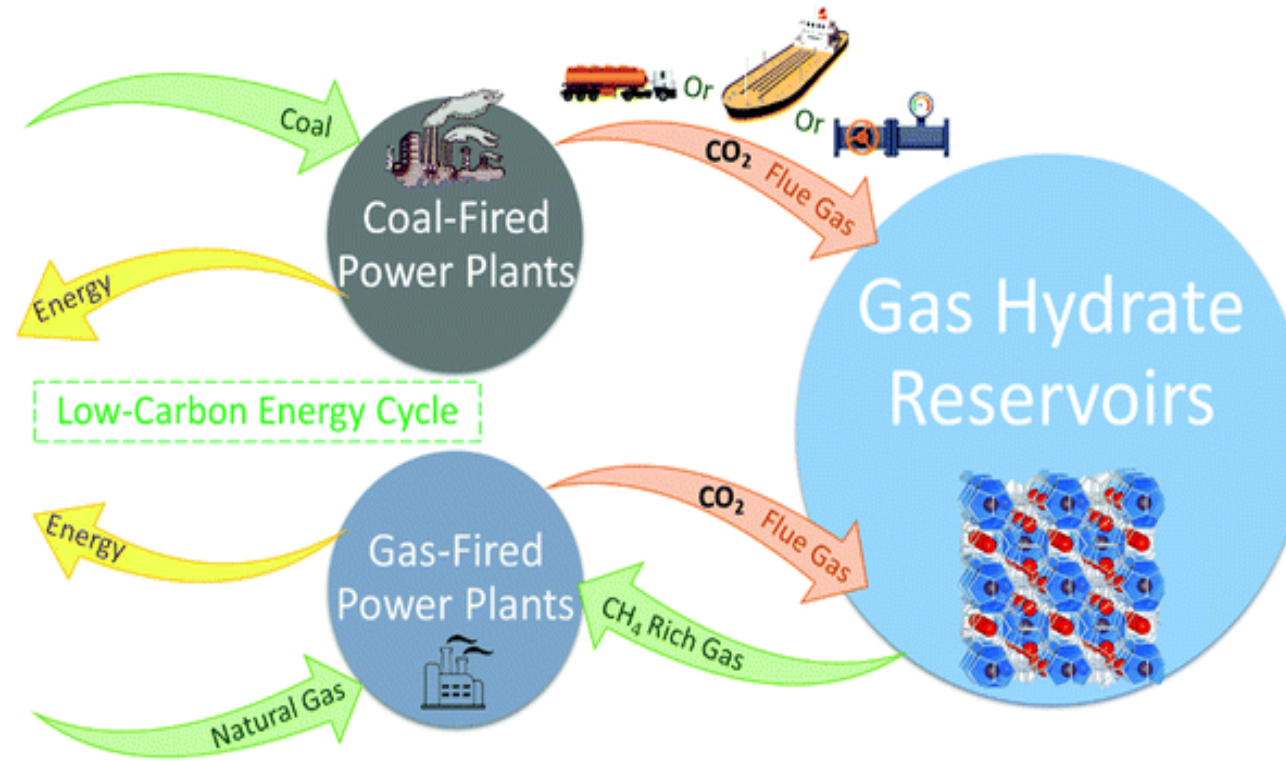 Coal
Or
Or
CO₂ Flue Gas
Coal-Fired
Power Plants
Energy
Gas Hydrate
Reservoirs
Low-Carbon Energy Cycle
Energy
Gas-Fired
Power Plants
CO₂ Flue Gas
CH₄ Rich Gas
Natural Gas